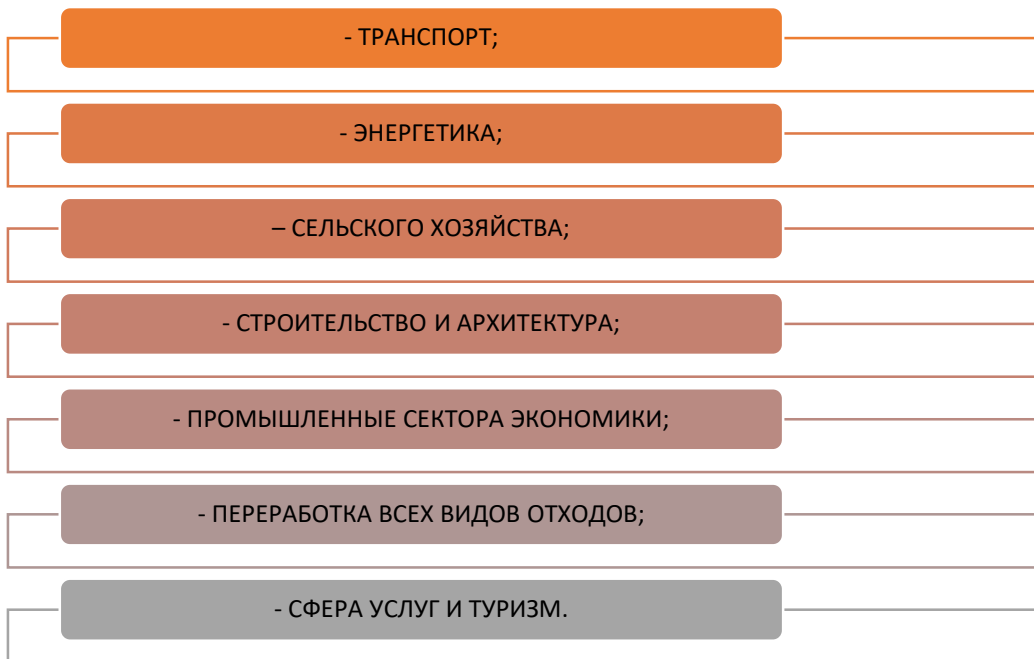 - ТРАНСПОРТ;
- ЭНЕРГЕТИКА;
– СЕЛЬСКОГО ХОЗЯЙСТВА;
- СТРОИТЕЛЬСТВО И АРХИТЕКТУРА;
- ПРОМЫШЛЕННЫЕ СЕКТОРА ЭКОНОМИКИ;
- ПЕРЕРАБОТКА ВСЕХ ВИДОВ ОТХОДОВ;
- СФЕРА УСЛУГ И ТУРИЗМ.